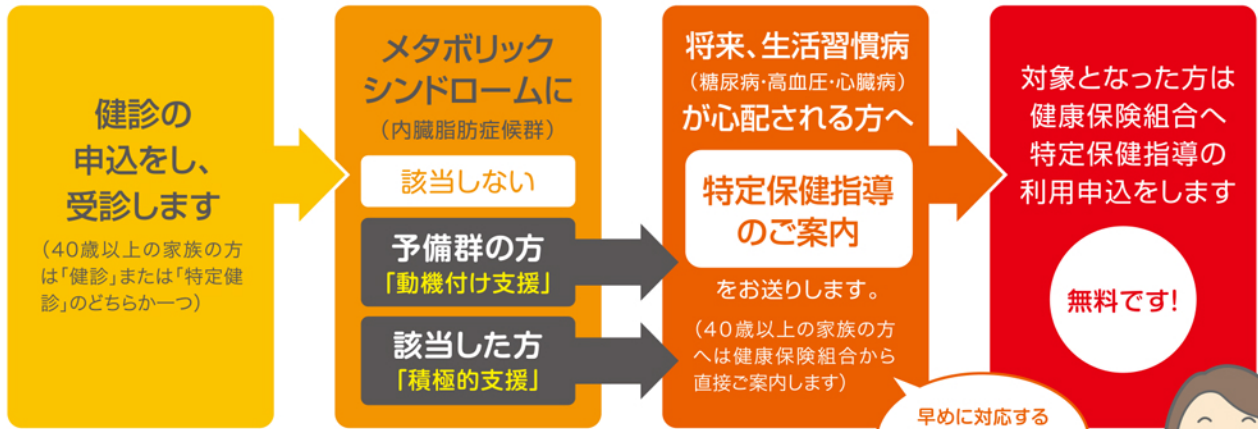 健診の
申込をし、
受診します
(40歳以上の家族の方
は「健診」または「特定健
診」のどちらか一つ)
メタボリック
シンドロームに
(内臓脂肪症候群)
該当しない
予備群の方
「動機付け支援」
該当した方
「積極的支援」
将来、生活習慣病
(糖尿病・高血圧・心臓病)
が心配される方へ
特定保健指導
のご案内
をお送りします。
(40歳以上の家族の方
へは健康保険組合から
直接ご案内します)
早めに対応する
対象となった方は
健康保険組合へ
特定保健指導の
利用申込をします
無料です!